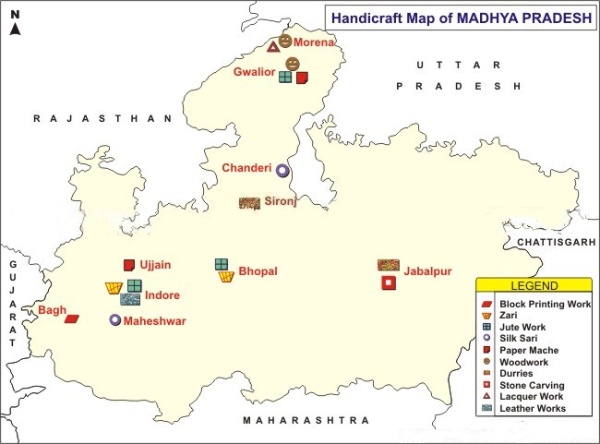 Handicraft Map of MADHYA PRADESH
N
Morena
Gwalior
UTTAR
PRADESH
RAJASTHAN
Chanderi
Sironj
CHATTISGARH
GUJARAT
Ujjain
Bhopal
Jabalpur
Indore
Bagh
Maheshwar
LEGEND
Block Printing Work
Zari
Jute Work
Silk Sari
Paper Mache
Woodwork
Durries
Stone Carving
Lacquer Work
Leather Works
MAHARASHTRA